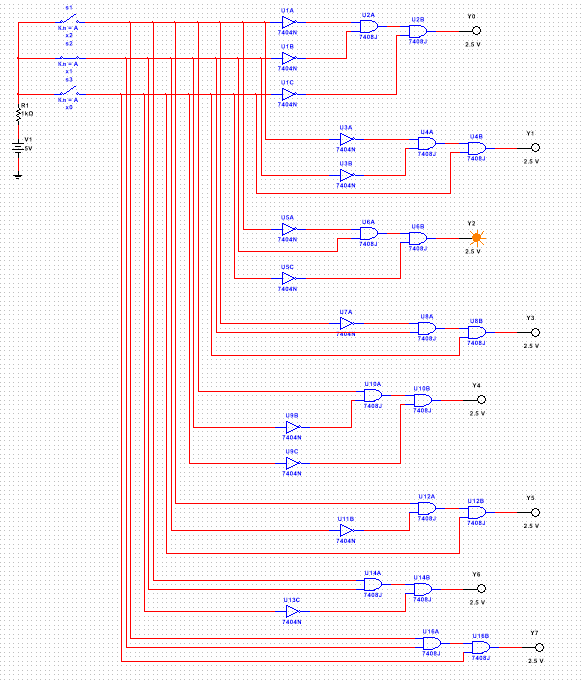 s1
Кл = A
x2
s2
Кл = A
x1
s3
Кл = A
x0
R1
1kΩ
V1
5V
U1A
7404N
U1B
7404N
U1C
7404N
U2A
7408J
U2B
7408J
Y0
2.5 V
U3A
7404N
U3B
7404N
U4A
7408J
U4B
7408J
Y1
2.5 V
U5A
7404N
U5C
7404N
U6A
7408J
U6B
7408J
Y2
2.5 V
U7A
7404N
U8A
7408J
U8B
7408J
Y3
2.5 V
U9B
7404N
U9C
7404N
U10A
7408J
U10B
7408J
Y4
2.5 V
U11B
7404N
U12A
7408J
U12B
7408J
Y5
2.5 V
U13C
7404N
U14A
7408J
U14B
7408J
Y6
2.5 V
U16A
7408J
U16B
7408J
Y7
2.5 V